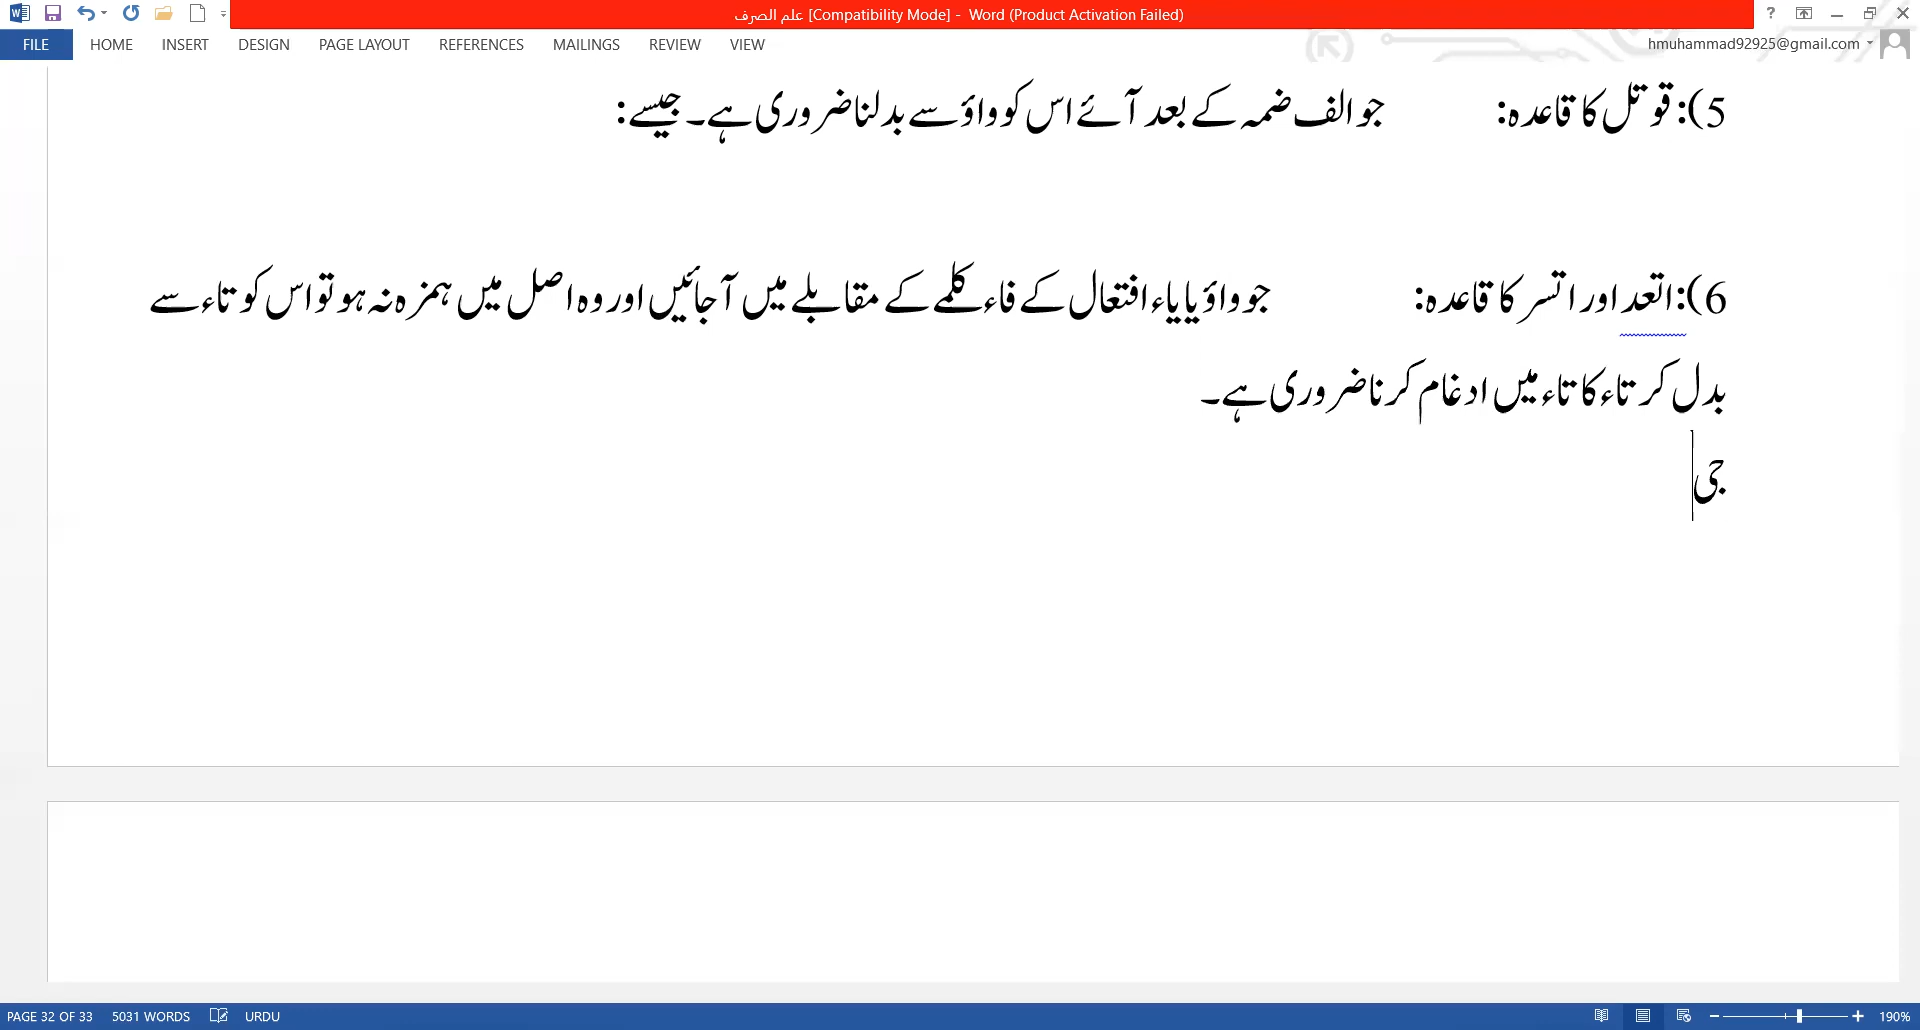 علم الصرف [Compatibility Mode] - Word (Product Activation Failed)
?
FILE HOME INSERT DESIGN PAGE LAYOUT REFERENCES MAILINGS REVIEW VIEW
hmuhammad92925@gmail.com
5): قوتل کا قاعدہ: جو الف ضمہ کے بعد آئے اس کو واؤ سے بدلنا ضروری ہے۔ جیسے:
6): اتعد اور اتسر کا قاعدہ: جو واؤ یا یاء افتعال کے فاء کلمے کے مقابلے میں آجائیں اور وہ اصل میں ہمزہ نہ ہو تو اس کو تاء سے
بدل کر تاء کا تاء میں ادغام کرنا ضروری ہے۔
جی
PAGE 32 OF 33 5031 WORDS URDU 190%